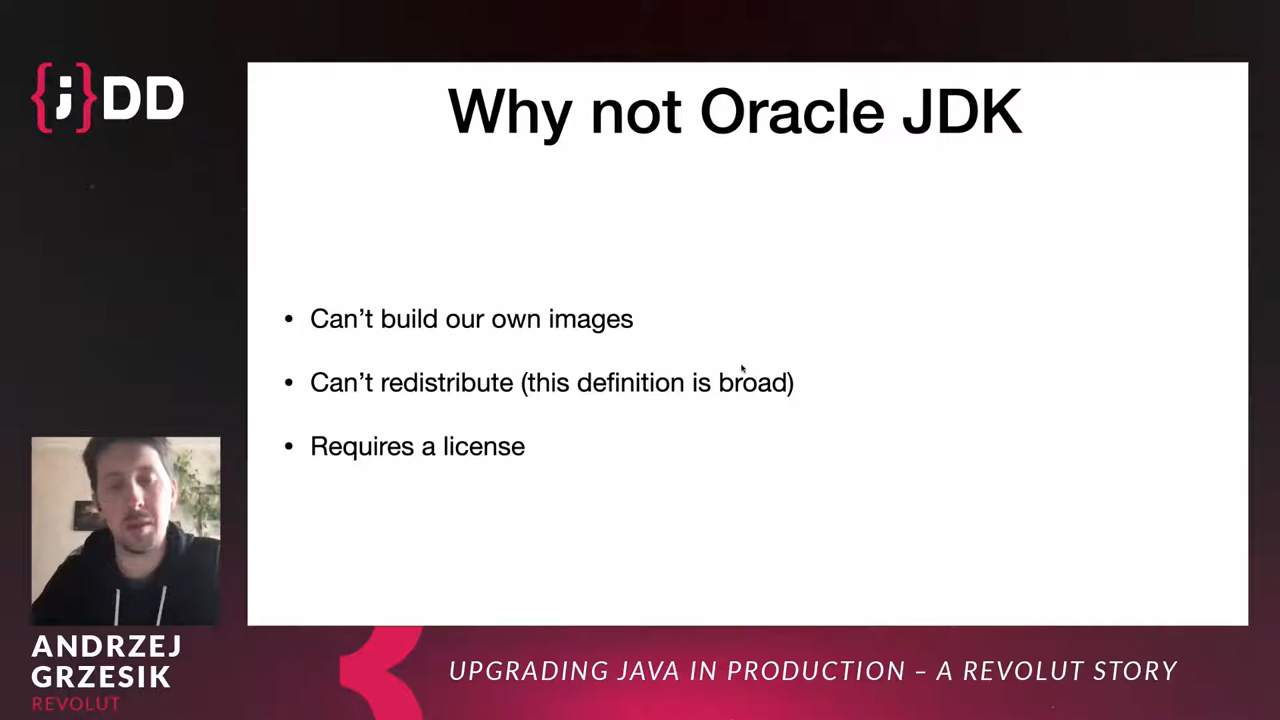 {;}DD
Why not Oracle JDK
• Can’t build our own images
• Can’t redistribute (this definition is broad)
• Requires a license
ANDRZEJ
GRZESIK
REVOLUT
UPGRADING JAVA IN PRODUCTION – A REVOLUT STORY